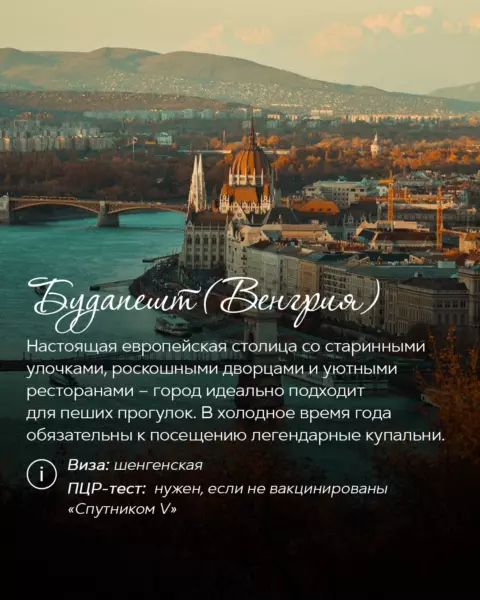 Будапешт (Венгрия)
Настоящая европейская столица со старинными
улочками, роскошными дворцами и уютными
ресторанами – город идеально подходит
для пеших прогулок. В холодное время года
обязательны к посещению легендарные купальни.
i
Виза: шенгенская
ПЦР-тест: нужен, если не вакцинированы
«Спутником V»